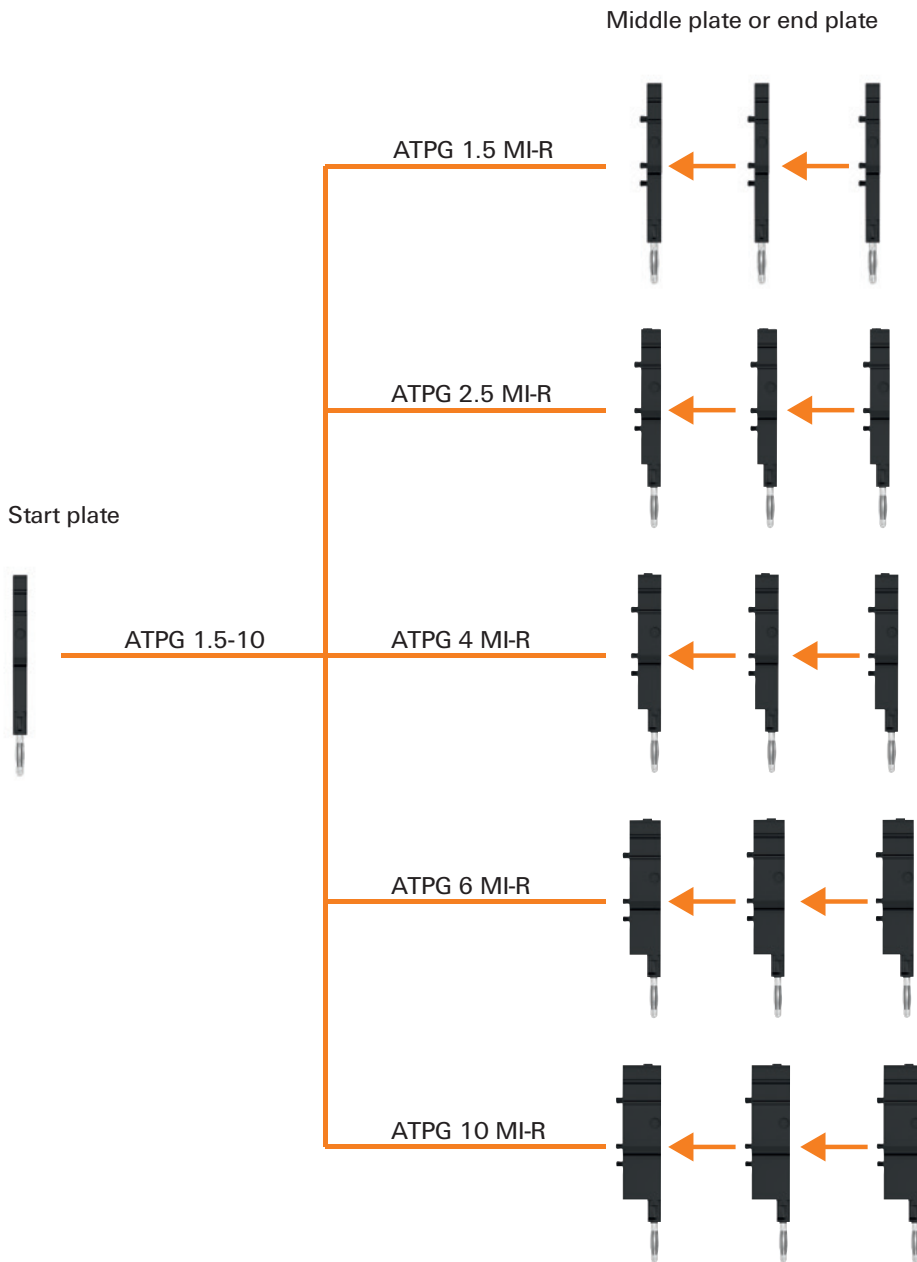 Middle plate or end plate
ATPG 1.5 MI-R
ATPG 2.5 MI-R
Start plate
ATPG 1.5-10
ATPG 4 MI-R
ATPG 6 MI-R
ATPG 10 MI-R